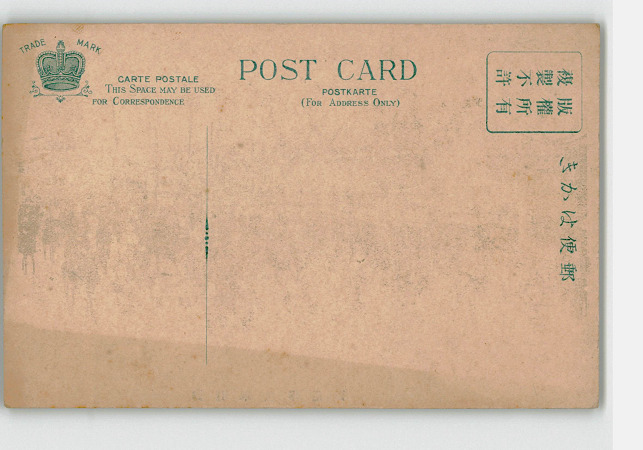 TRADE MARK
CARTE POSTALE
THIS SPACE MAY BE USED
FOR CORRESPONDENCE
POST CARD
POSTKARTE
(FOR ADDRESS ONLY)
版權所有
複製不許
きかは便郵